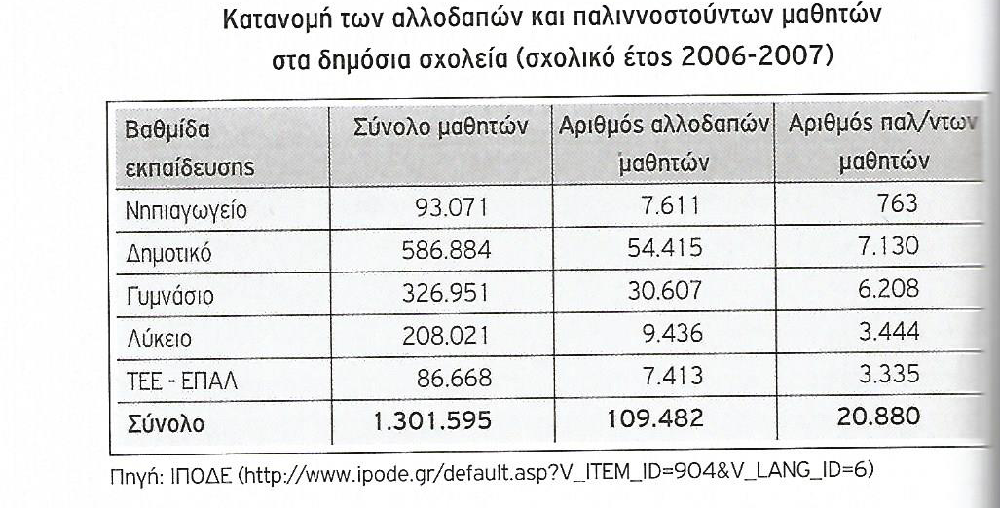 Κατανομή των αλλοδαπών και παλιννοστούντων μαθητών
στα δημόσια σχολεία (σχολικό έτος 2006-2007)
Βαθμίδα εκπαίδευσης Σύνολο μαθητών Αριθμός αλλοδαπών μαθητών Αριθμός παλ/ντων μαθητών
Νηπιαγωγείο 93.071 7.611 763
Δημοτικό 586.884 54.415 7.130
Γυμνάσιο 326.951 30.607 6.208
Λύκειο 208.021 9.436 3.444
ΤΕΕ - ΕΠΑΛ 86.668 7.413 3.335
Σύνολο 1.301.595 109.482 20.880
Πηγή: ΙΠΟΔΕ (http://www.ipode.gr/default.asp?V_ITEM_ID=904&V_LANG_ID=6)